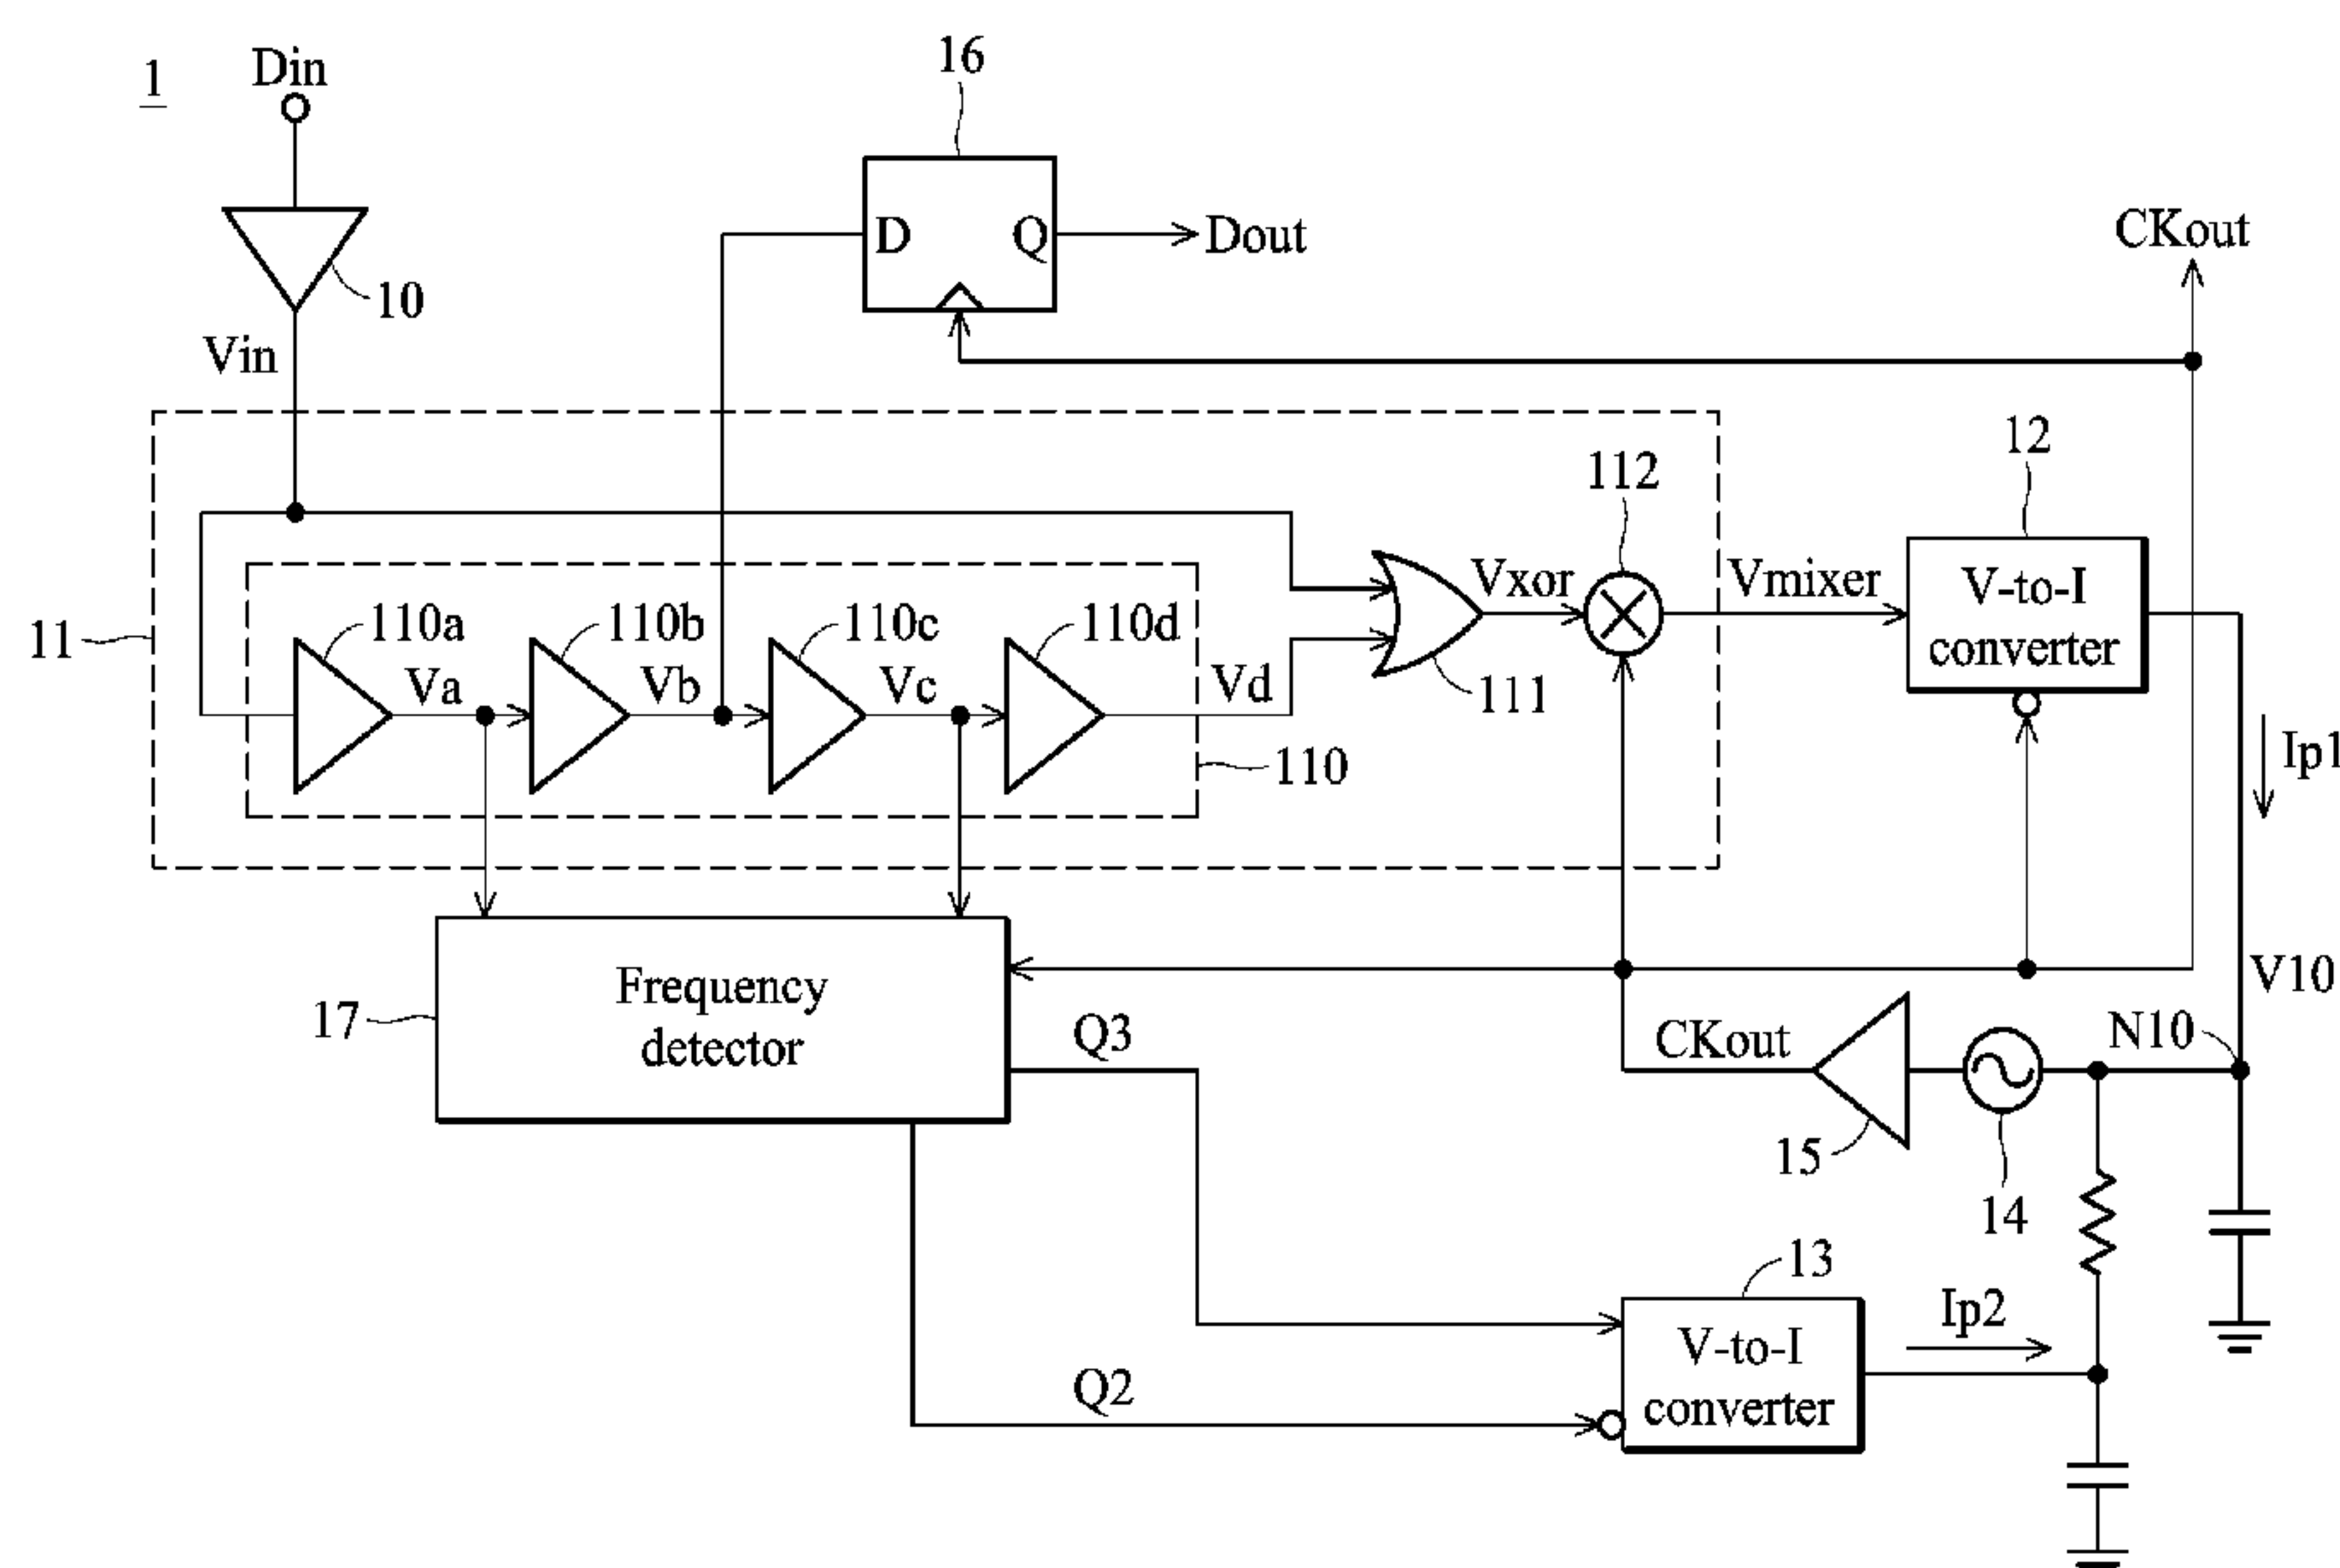 1
Din
16
10
D
Q
Dout
CKout
Vin
12
112
11
110a
110b
110c
110d
Va
Vb
Vc
Vd
Vxor
Vmixer
V-to-I
converter
111
110
Ip1
17
Frequency
detector
V10
N10
CKout
Q3
15
14
13
Ip2
Q2
V-to-I
converter